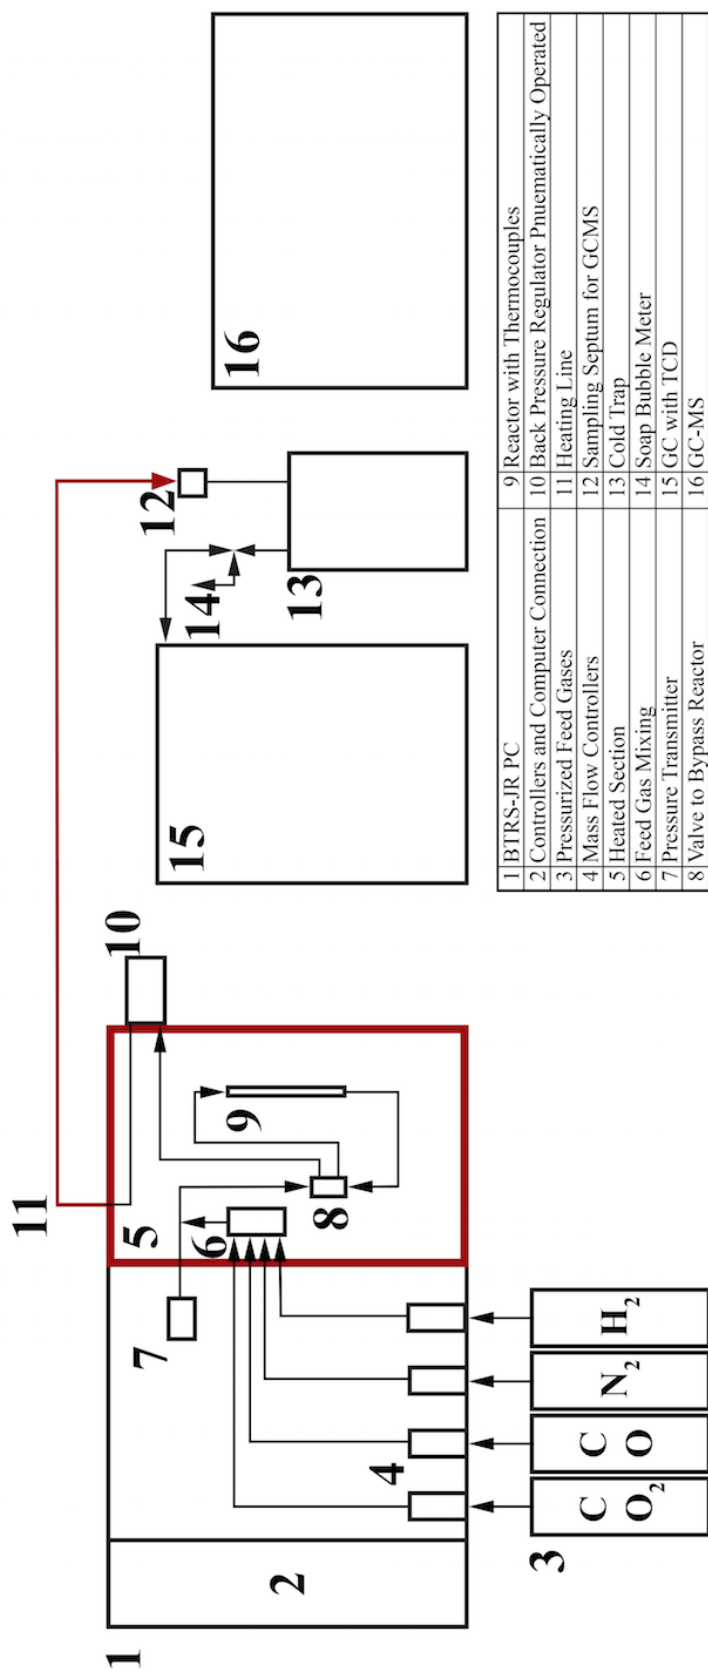 1
2
3
4
5
6
7
8
9
10
11
12
13
14
15
16
C
O2
C
O
N2
H2
1 BTRS-JR PC 9 Reactor with Thermocouples
2 Controllers and Computer Connection 10 Back Pressure Regulator Pnuematically Operated
3 Pressurized Feed Gases 11 Heating Line
4 Mass Flow Controllers 12 Sampling Septum for GCMS
5 Heated Section 13 Cold Trap
6 Feed Gas Mixing 14 Soap Bubble Meter
7 Pressure Transmitter 15 GC with TCD
8 Valve to Bypass Reactor 16 GC-MS